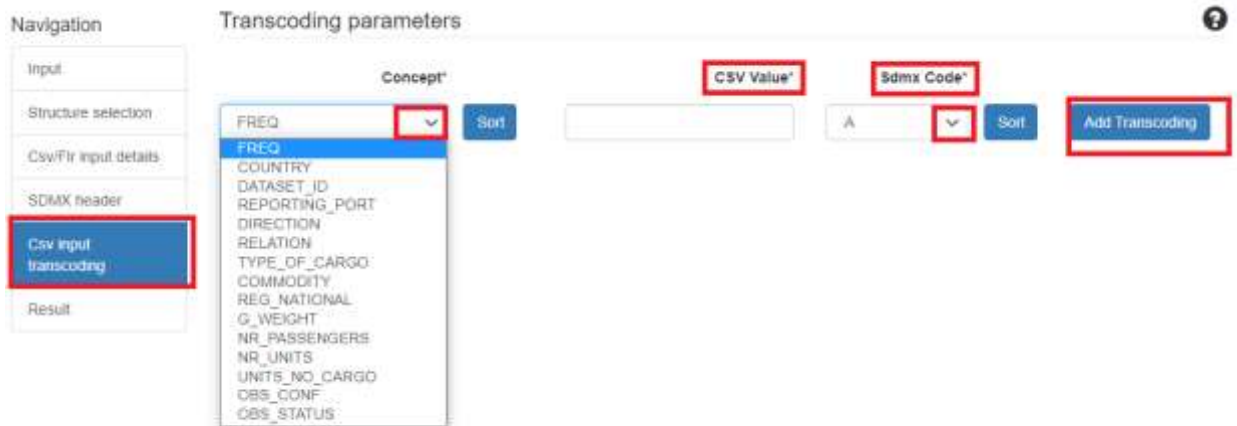 Navigation
Transcoding parameters
?
Input
Structure selection
Csv/Flr input details
SDMX header
Csv input
transcoding
Result
Concept* CSV Value* Sdmx Code*
FREQ Sort A Sort Add Transcoding
FREQ
COUNTRY
DATASET_ID
REPORTING_PORT
DIRECTION
RELATION
TYPE_OF_CARGO
COMMODITY
REG_NATIONAL
G_WEIGHT
NR_PASSENGERS
NR_UNITS
UNITS_NO_CARGO
OBS_CONF
OBS_STATUS